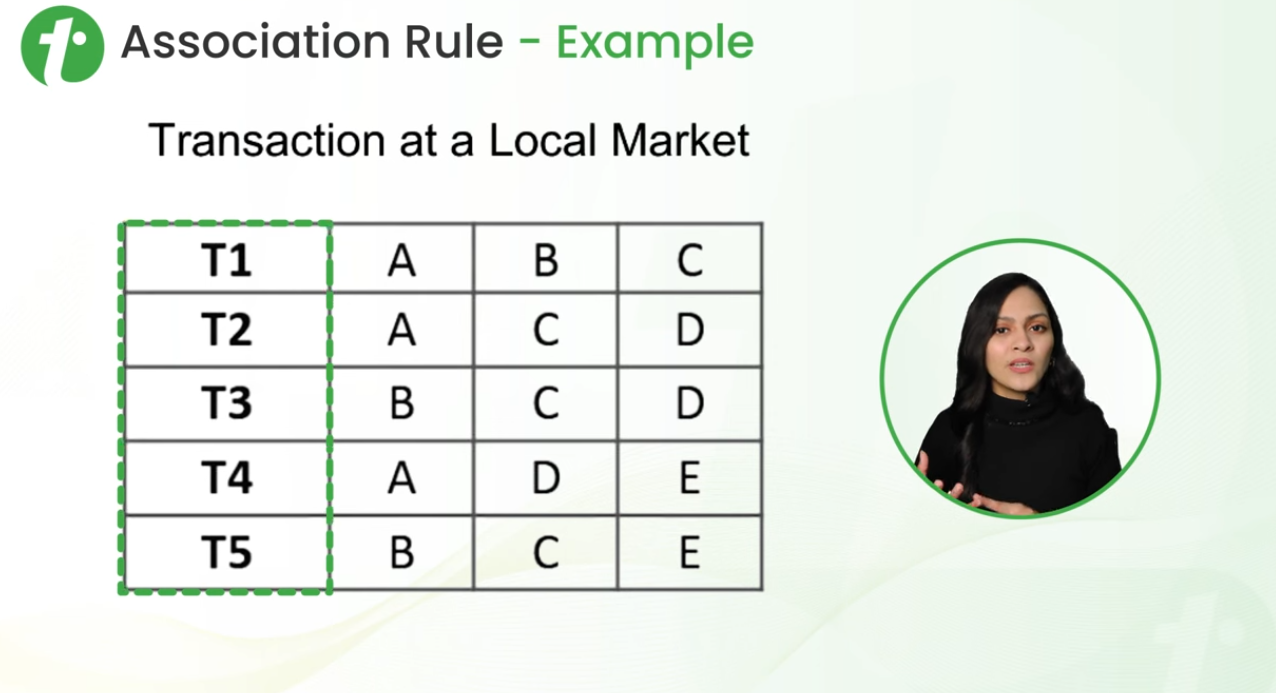 Association Rule - Example
Transaction at a Local Market
T1 A B C
T2 A C D
T3 B C D
T4 A D E
T5 B C E